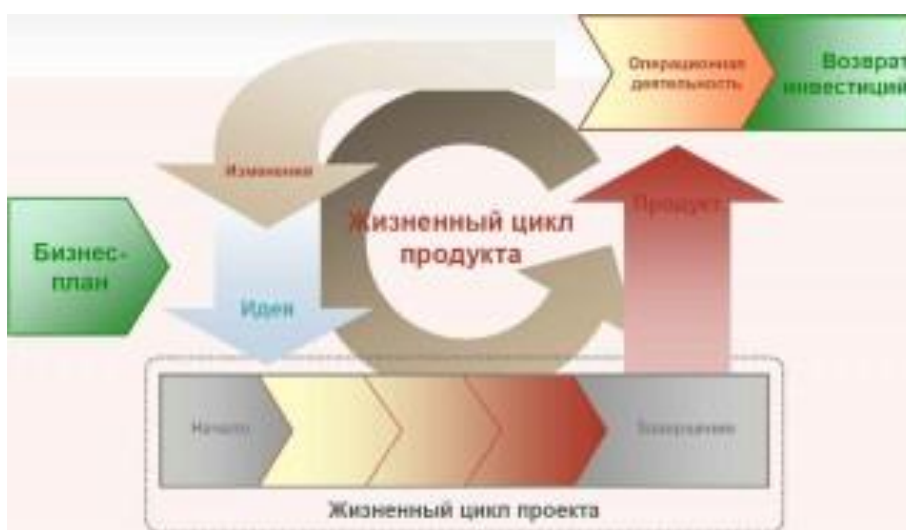 Операционная
деятельность
Возврат
инвестиций
Изменения
Жизненный цикл
продукта
Продукт
Бизнес-
план
Идея
Начало
Завершение
Жизненный цикл проекта